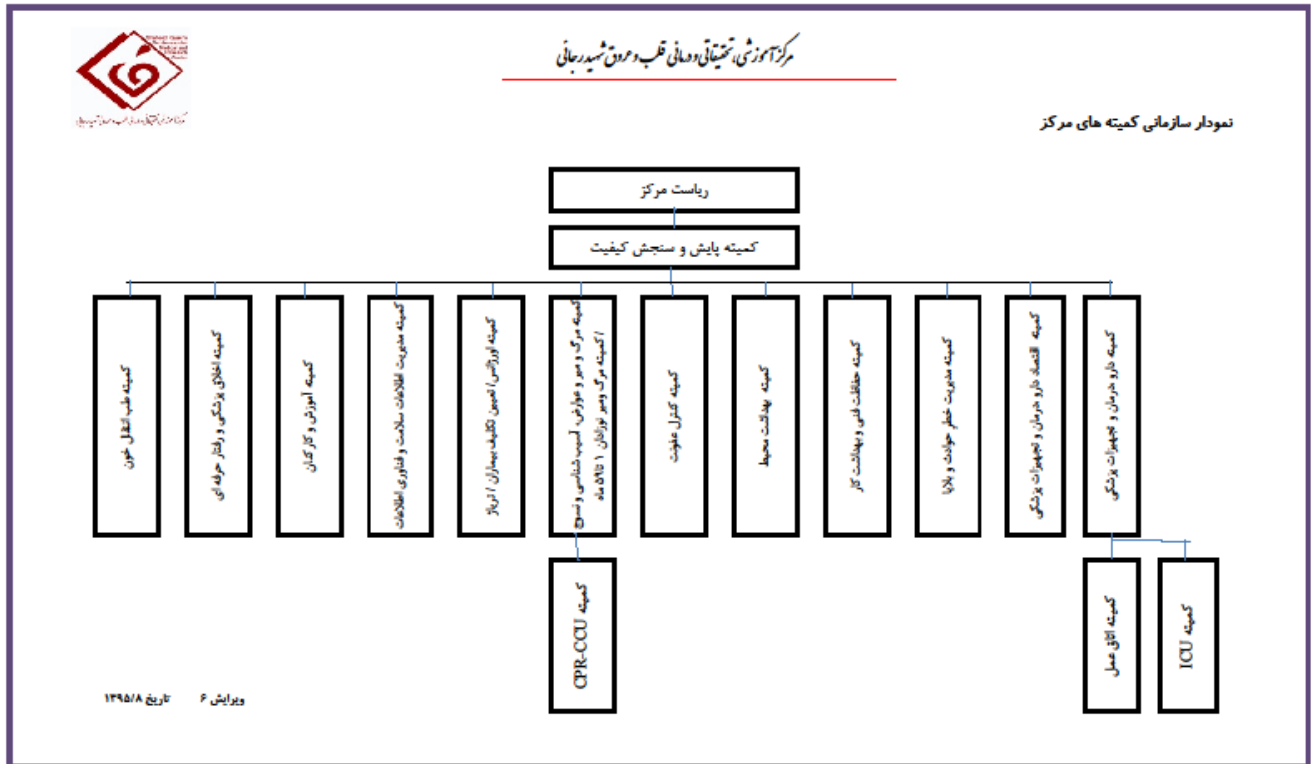 مرکز آموزشی، تحقیقاتی و درمانی قلب و عروق شهید رجائی
نمودار سازمانی کمیته های مرکز
ریاست مرکز
کمیته پایش و سنجش کیفیت
کمیته دارو درمان و تجهیزات پزشکی
کمیته اقتصاد دارو درمان و تجهیزات پزشکی
کمیته مدیریت خطر حوادث و بلایا
کمیته حفاظت فنی و بهداشت کار
کمیته بهداشت محیط
کمیته کنترل عفونت
کمیته مرگ و میر و عوارض، آسیب شناسی و نسوج
/ کمیته مرگ ومیر نوزادان ۱ تا ۵۹ ماه
کمیته اورژانس/ تعیین تکلیف بیماران / تریاژ
کمیته مدیریت اطلاعات سلامت و فناوری اطلاعات
کمیته آموزش و کارکنان
کمیته اخلاق پزشکی و رفتار حرفه ای
کمیته طب انتقال خون
کمیته ICU
کمیته اتاق عمل
کمیته CPR-CCU
ویرایش ۶ تاریخ ۱۳۹۵/۸